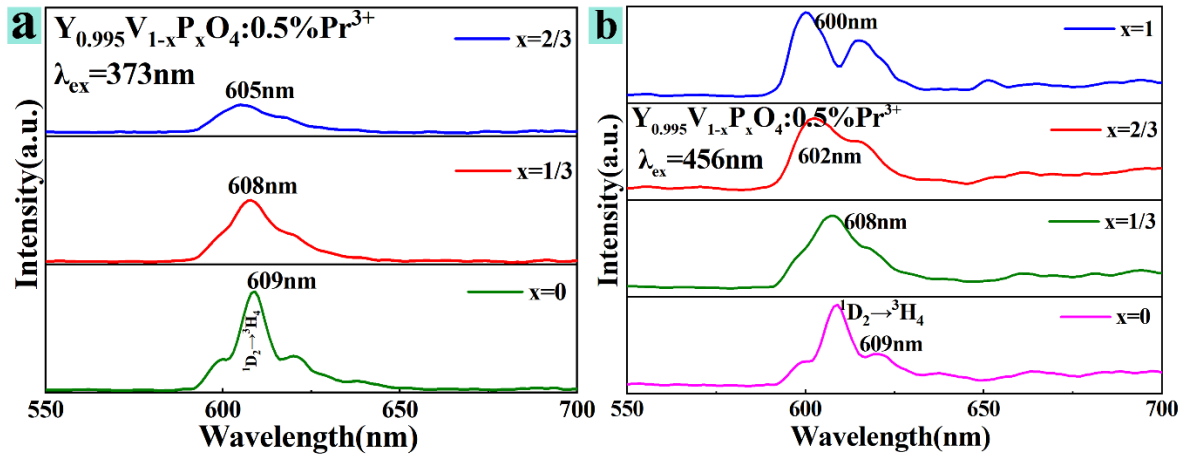 a
Y0.995V1-xPxO4:0.5%Pr3+
λex=373nm
x=2/3
605nm
x=1/3
608nm
x=0
609nm
1D2→3H4
Intensity(a.u.)
550 600 650 700
Wavelength(nm)
b
x=1
600nm
Y0.995V1-xPxO4:0.5%Pr3+
λex=456nm
x=2/3
602nm
x=1/3
608nm
x=0
1D2→3H4
609nm
Intensity(a.u.)
550 600 650 700
Wavelength(nm)